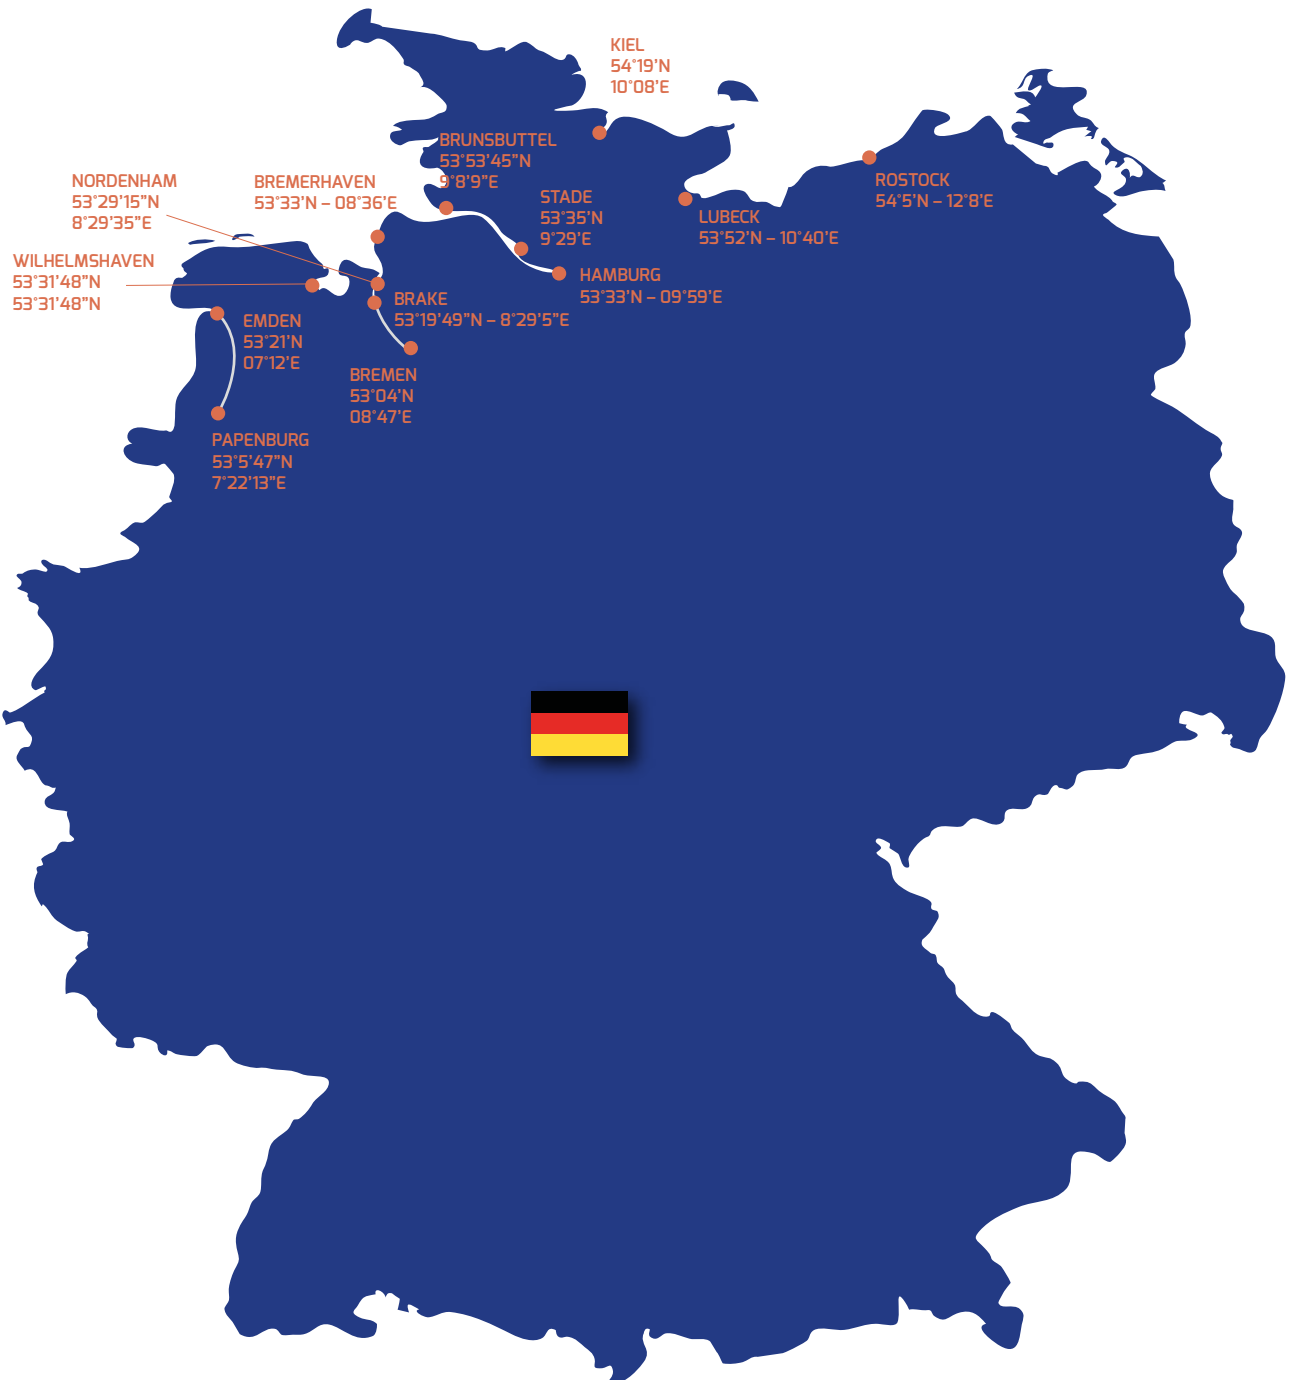 KIEL
54°19'N
10°08'E
BRUNSBUTTEL
53°53'45”N
9°8'9”E
NORDENHAM
53°29'15”N
8°29'35”E
BREMERHAVEN
53°33'N – 08°36'E
STADE
53°35'N
9°29'E
ROSTOCK
54°5'N – 12°8'E
LUBECK
53°52'N – 10°40'E
WILHELMSHAVEN
53°31'48”N
53°31'48”N
HAMBURG
53°33'N – 09°59'E
BRAKE
53°19'49”N – 8°29'5”E
EMDEN
53°21'N
07°12'E
BREMEN
53°04'N
08°47'E
PAPENBURG
53°5'47”N
7°22'13”E